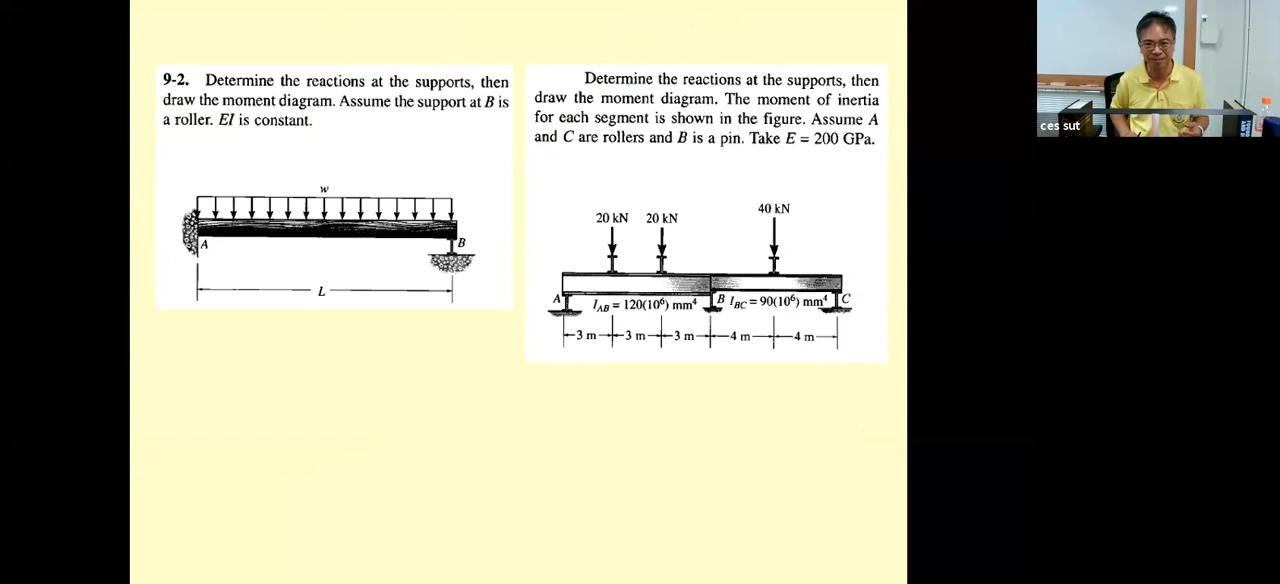 9-2. Determine the reactions at the supports, then
draw the moment diagram. Assume the support at B is
a roller. EI is constant.
w
A
B
L
Determine the reactions at the supports, then
draw the moment diagram. The moment of inertia
for each segment is shown in the figure. Assume A
and C are rollers and B is a pin. Take E = 200 GPa.
20 kN 20 kN
40 kN
A
I_AB = 120(10⁶) mm⁴
B I_BC = 90(10⁶) mm⁴ C
3 m 3 m 3 m 4 m 4 m
ces sut